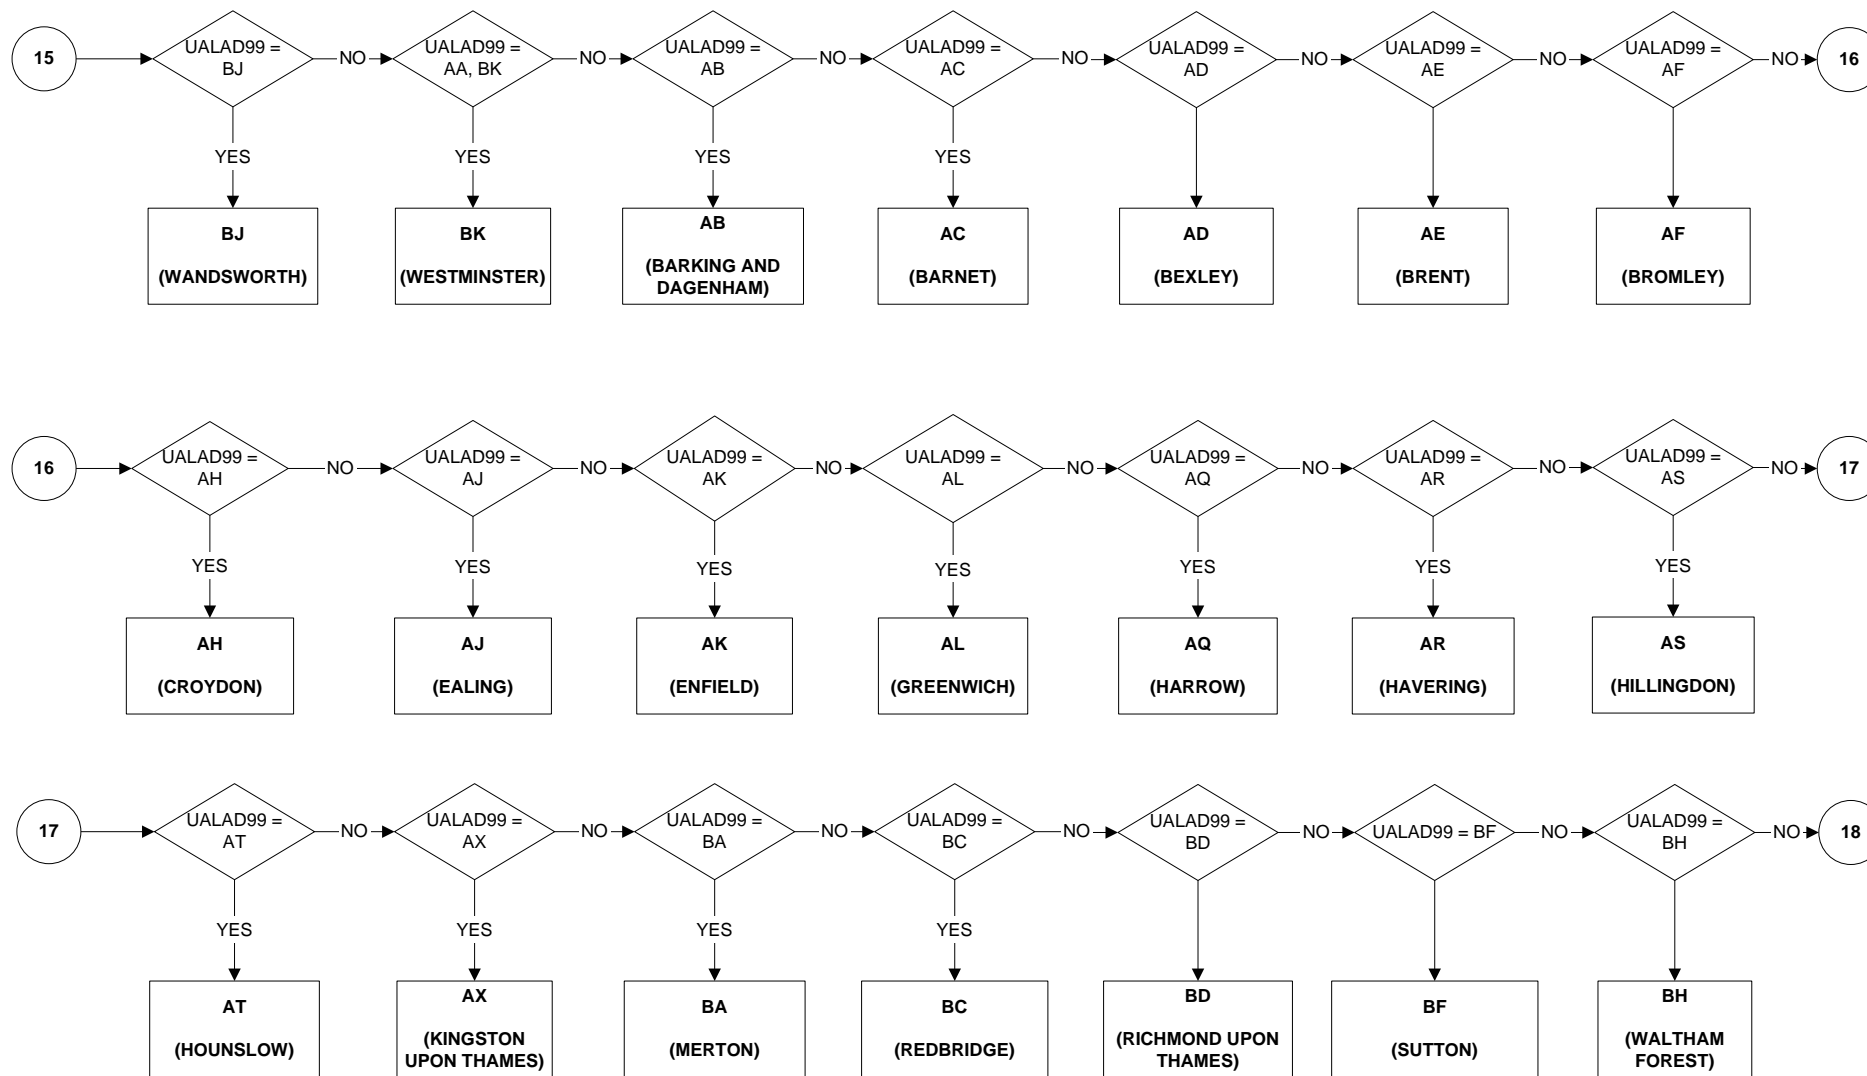 15
UALAD99 =
BJ
NO
UALAD99 =
AA, BK
NO
UALAD99 =
AB
NO
UALAD99 =
AC
NO
UALAD99 =
AD
NO
UALAD99 =
AE
NO
UALAD99 =
AF
NO
16
YES
YES
YES
YES
BJ
(WANDSWORTH)
BK
(WESTMINSTER)
AB
(BARKING AND
DAGENHAM)
AC
(BARNET)
AD
(BEXLEY)
AE
(BRENT)
AF
(BROMLEY)
16
UALAD99 =
AH
NO
UALAD99 =
AJ
NO
UALAD99 =
AK
NO
UALAD99 =
AL
NO
UALAD99 =
AQ
NO
UALAD99 =
AR
NO
UALAD99 =
AS
NO
17
YES
YES
YES
YES
YES
YES
YES
AH
(CROYDON)
AJ
(EALING)
AK
(ENFIELD)
AL
(GREENWICH)
AQ
(HARROW)
AR
(HAVERING)
AS
(HILLINGDON)
17
UALAD99 =
AT
NO
UALAD99 =
AX
NO
UALAD99 =
BA
NO
UALAD99 =
BC
NO
UALAD99 =
BD
NO
UALAD99 = BF
NO
UALAD99 =
BH
NO
18
YES
YES
YES
YES
AT
(HOUNSLOW)
AX
(KINGSTON
UPON THAMES)
BA
(MERTON)
BC
(REDBRIDGE)
BD
(RICHMOND UPON
THAMES)
BF
(SUTTON)
BH
(WALTHAM
FOREST)